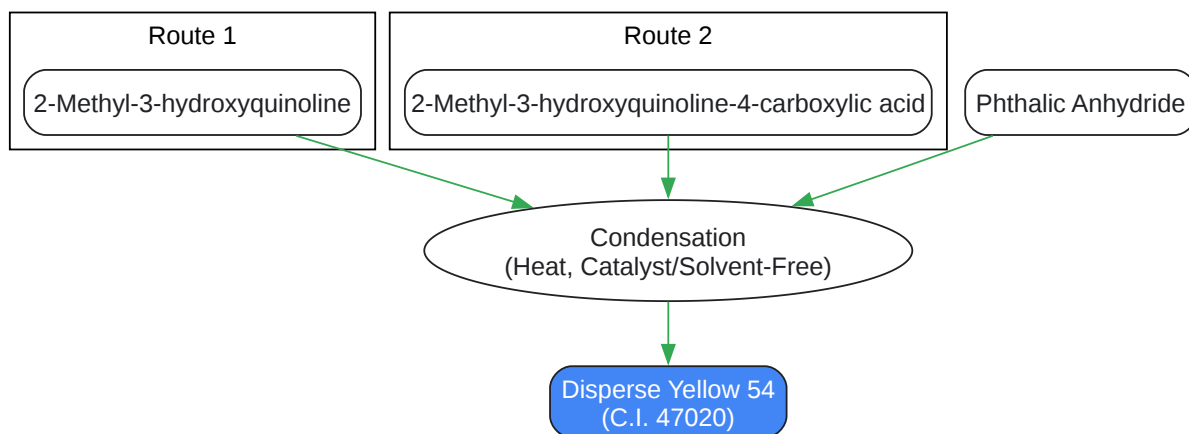 Route 1
Route 2
2-Methyl-3-hydroxyquinoline
2-Methyl-3-hydroxyquinoline-4-carboxylic acid
Phthalic Anhydride
Condensation
(Heat, Catalyst/Solvent-Free)
Disperse Yellow 54
(C.I. 47020)